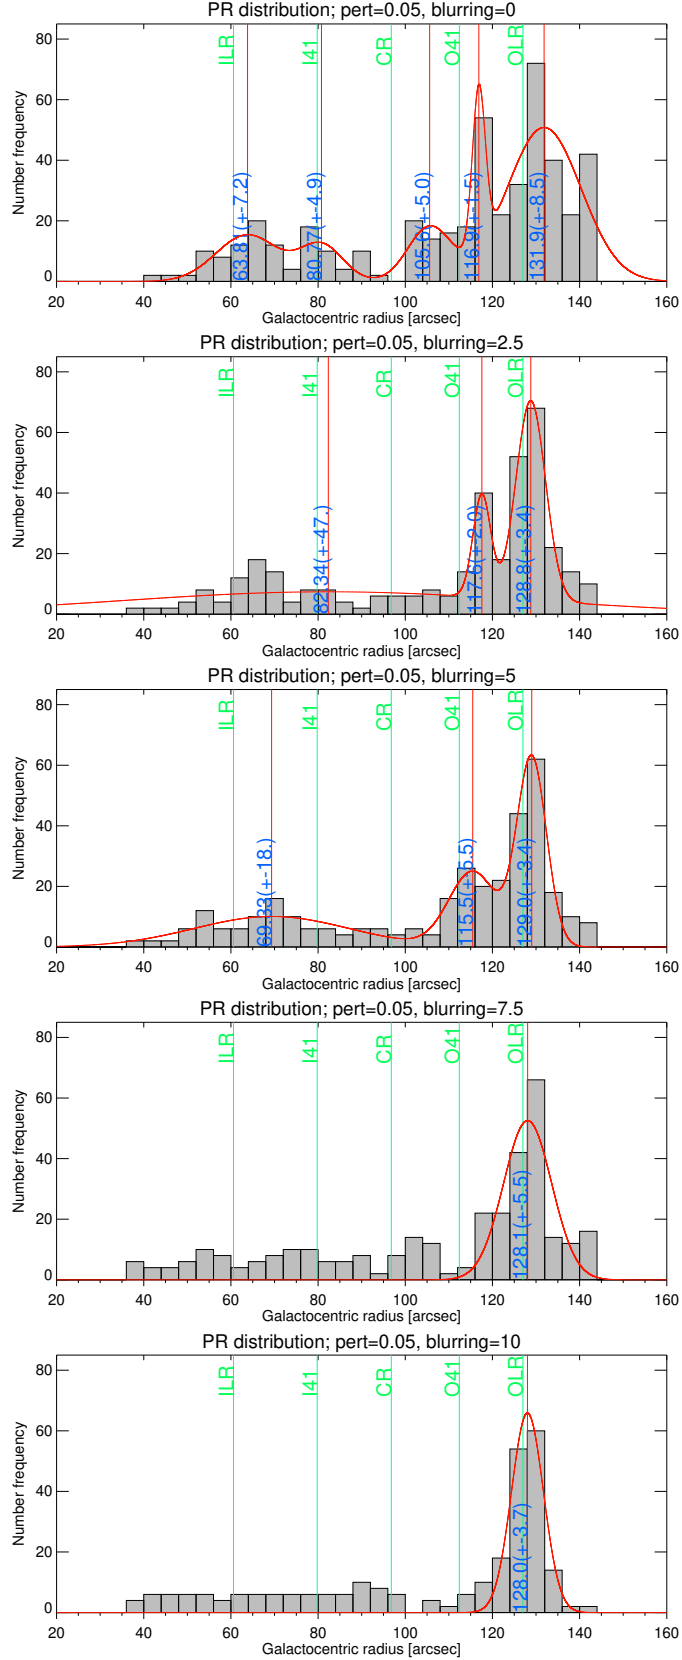 PR distribution; pert=0.05, blurring=0
80
60
40
20
0
Number frequency
ILR
I41
CR
O41
OLR
63.81(+-7.2)
80.77(+-4.9)
105.6(+-5.0)
116.9(+-1.5)
131.9(+-8.5)
20 40 60 80 100 120 140 160
Galactocentric radius [arcsec]
PR distribution; pert=0.05, blurring=2.5
80
60
40
20
0
Number frequency
ILR
I41
CR
O41
OLR
82.34(+-47.)
117.6(+-2.0)
128.8(+-3.4)
20 40 60 80 100 120 140 160
Galactocentric radius [arcsec]
PR distribution; pert=0.05, blurring=5
80
60
40
20
0
Number frequency
ILR
I41
CR
O41
OLR
69.33(+-18.)
115.5(+-5.5)
129.0(+-3.4)
20 40 60 80 100 120 140 160
Galactocentric radius [arcsec]
PR distribution; pert=0.05, blurring=7.5
80
60
40
20
0
Number frequency
ILR
I41
CR
O41
OLR
128.1(+-5.5)
20 40 60 80 100 120 140 160
Galactocentric radius [arcsec]
PR distribution; pert=0.05, blurring=10
80
60
40
20
0
Number frequency
ILR
I41
CR
O41
OLR
128.0(+-3.7)
20 40 60 80 100 120 140 160
Galactocentric radius [arcsec]